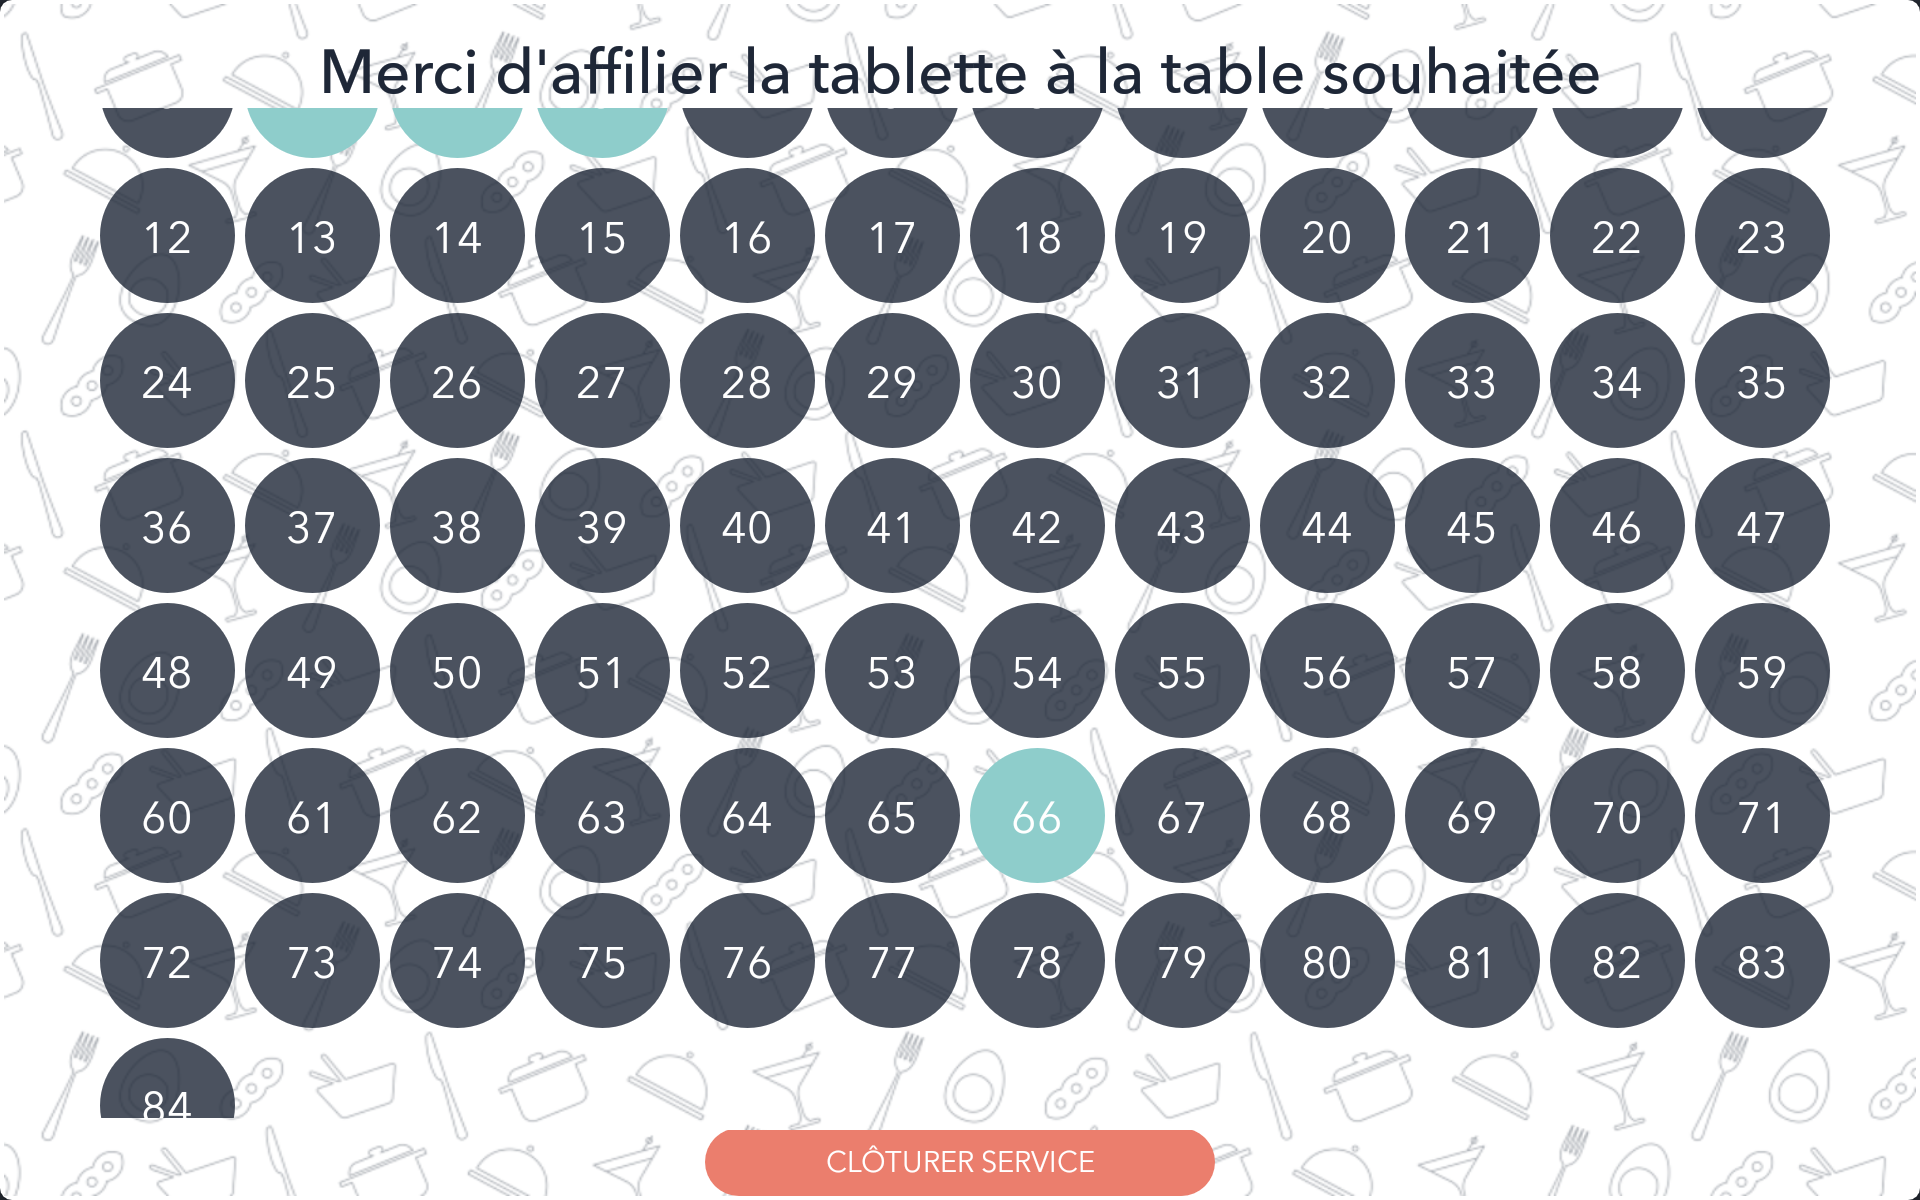 Merci d'affilier la tablette à la table souhaitée
12 13 14 15 16 17 18 19 20 21 22 23
24 25 26 27 28 29 30 31 32 33 34 35
36 37 38 39 40 41 42 43 44 45 46 47
48 49 50 51 52 53 54 55 56 57 58 59
60 61 62 63 64 65 66 67 68 69 70 71
72 73 74 75 76 77 78 79 80 81 82 83
84
CLÔTURER SERVICE